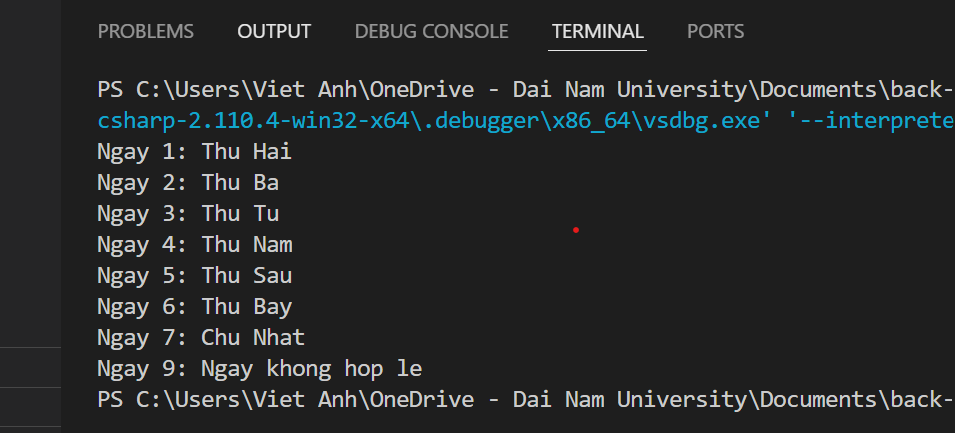 PROBLEMS OUTPUT DEBUG CONSOLE TERMINAL PORTS
PS C:\Users\Viet Anh\OneDrive - Dai Nam University\Documents\back-
csharp-2.110.4-win32-x64\.debugger\x86_64\vsdbg.exe' '--interprete
Ngay 1: Thu Hai
Ngay 2: Thu Ba
Ngay 3: Thu Tu
Ngay 4: Thu Nam
Ngay 5: Thu Sau
Ngay 6: Thu Bay
Ngay 7: Chu Nhat
Ngay 9: Ngay khong hop le
PS C:\Users\Viet Anh\OneDrive - Dai Nam University\Documents\back-